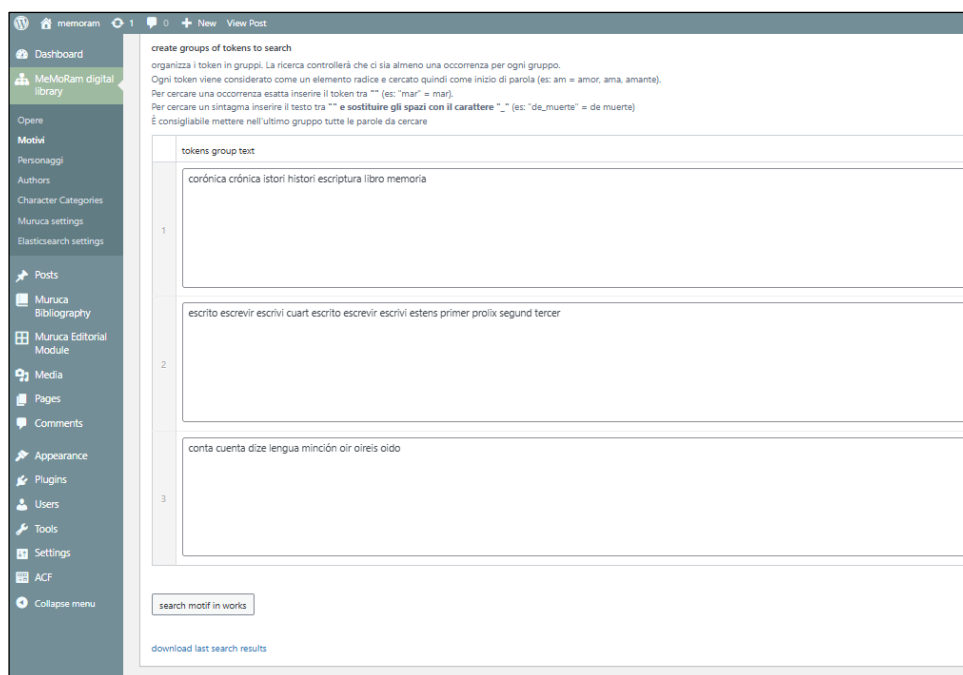 memoram 1 0 New View Post
Dashboard
MeMoRam digital
library
Opere
Motivi
Personaggi
Authors
Character Categories
Muruca settings
Elasticsearch settings
Posts
Muruca
Bibliography
Muruca Editorial
Module
Media
Pages
Comments
Appearance
Plugins
Users
Tools
Settings
ACF
Collapse menu
create groups of tokens to search
organizza i token in gruppi. La ricerca controllerà che ci sia almeno una occorrenza per ogni gruppo.
Ogni token viene considerato come un elemento radice e cercato quindi come inizio di parola (es: am = amor, ama, amante).
Per cercare una occorrenza esatta inserire il token tra "" (es: "mar" = mar).
Per cercare un sintagma inserire il testo tra "" e sostituire gli spazi con il carattere "_" (es: "de_muerte" = de muerte)
È consigliabile mettere nell'ultimo gruppo tutte le parole da cercare
tokens group text
1
corónica crónica istori histori escriptura libro memoria
2
escrito escrevir escrivi cuart escrito escrevir escrivi estens primer prolix segund tercer
3
conta cuenta dize lengua minción oir oireis oido
search motif in works
download last search results